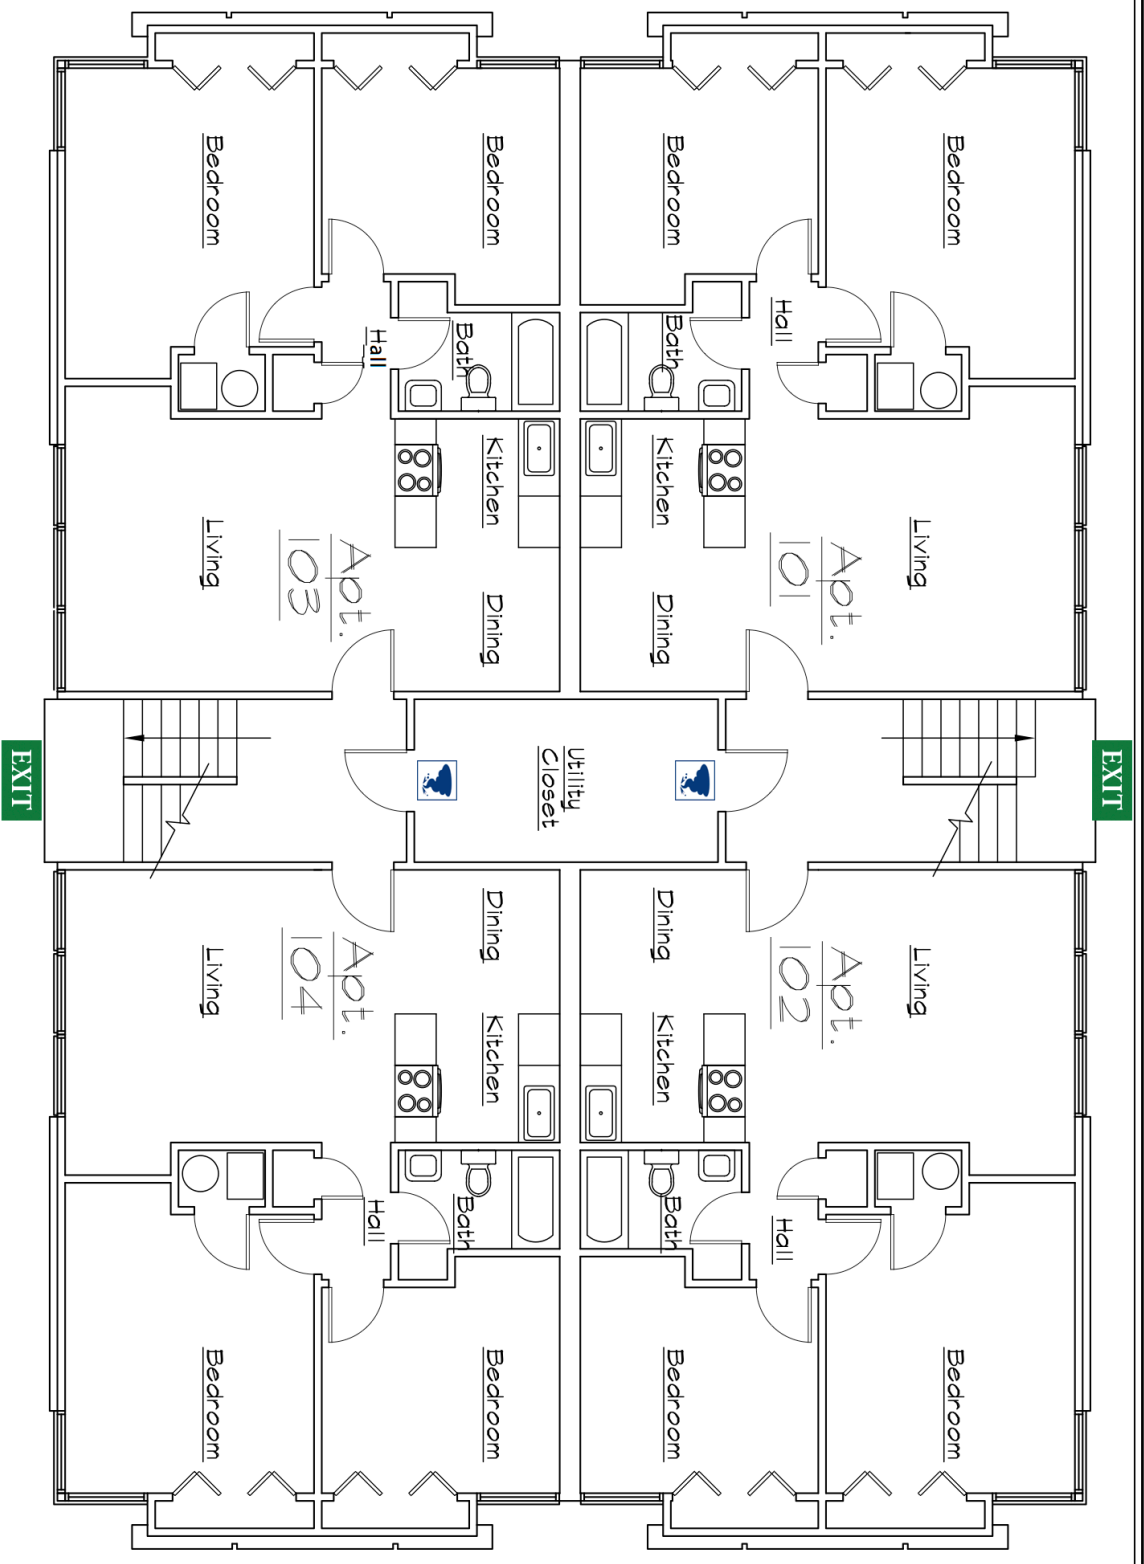 EXIT
Bedroom
Living
Living
Bedroom
Apt.
101
Apt.
102
Hall
Hall
Bedroom
Bath
Kitchen
Dining
Dining
Kitchen
Bath
Bedroom
Utility
Closet
Bedroom
Bath
Kitchen
Dining
Dining
Kitchen
Bath
Bedroom
Hall
Hall
Apt.
103
Apt.
104
Bedroom
Living
Living
Bedroom
EXIT